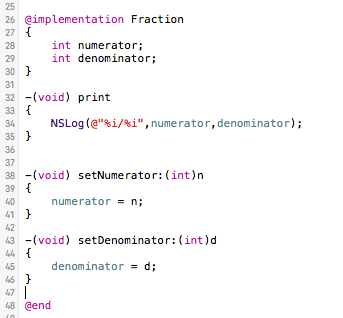 25
26 @implementation Fraction
27 {
28     int numerator;
29     int denominator;
30 }
31
32 -(void) print
33 {
34     NSLog(@"%i/%i",numerator,denominator);
35 }
36
37
38 -(void) setNumerator:(int)n
39 {
40     numerator = n;
41 }
42
43 -(void) setDenominator:(int)d
44 {
45     denominator = d;
46 }
47
48 @end